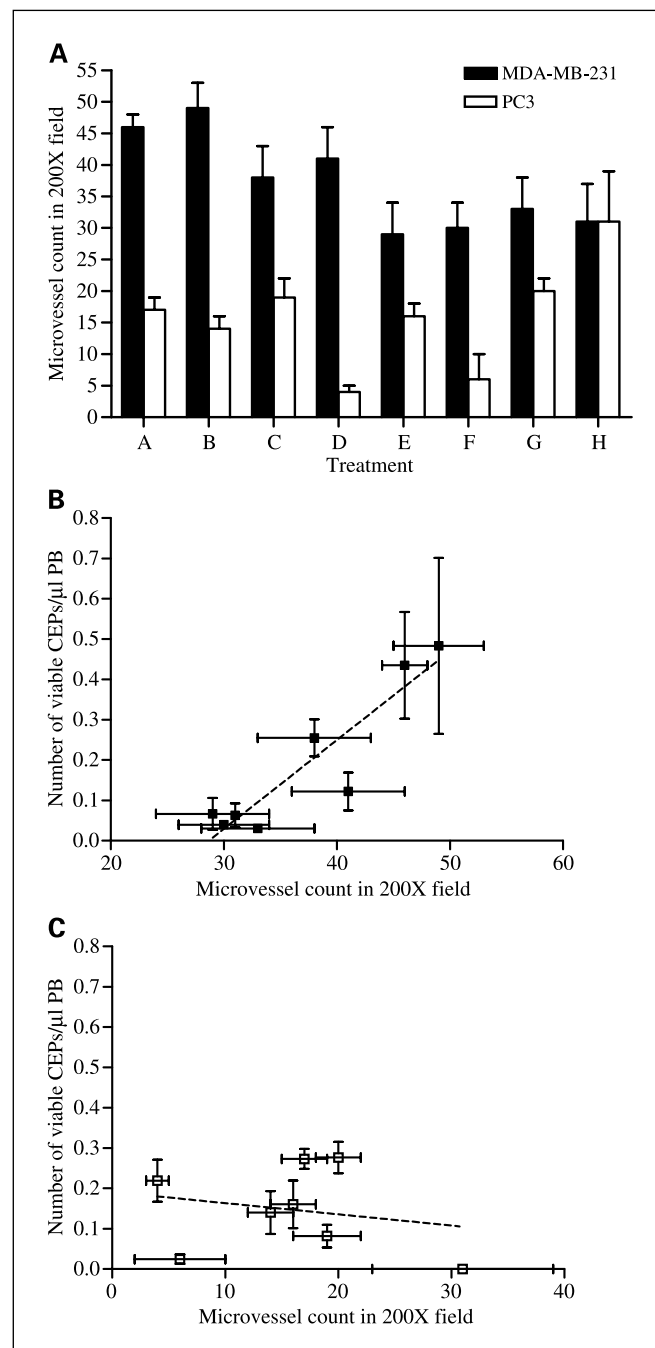 A
MDA-MB-231
PC3
Microvessel count in 200X field
55
50
45
40
35
30
25
20
15
10
5
0
A B C D E F G H
Treatment
B
Number of viable CEPs/µl PB
0.8
0.7
0.6
0.5
0.4
0.3
0.2
0.1
0.0
20 30 40 50 60
Microvessel count in 200X field
C
Number of viable CEPs/µl PB
0.8
0.7
0.6
0.5
0.4
0.3
0.2
0.1
0.0
0 10 20 30 40
Microvessel count in 200X field